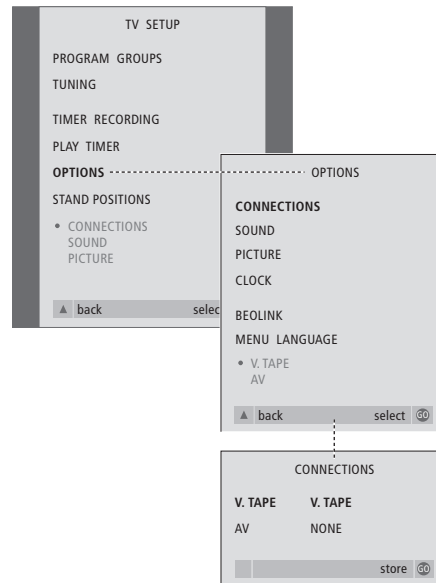 TV SETUP
PROGRAM GROUPS
TUNING
TIMER RECORDING
PLAY TIMER
OPTIONS
STAND POSITIONS
• CONNECTIONS
SOUND
PICTURE
▲ back selec
OPTIONS
CONNECTIONS
SOUND
PICTURE
CLOCK
BEOLINK
MENU LANGUAGE
• V. TAPE
AV
▲ back select GO
CONNECTIONS
V. TAPE V. TAPE
AV NONE
store GO